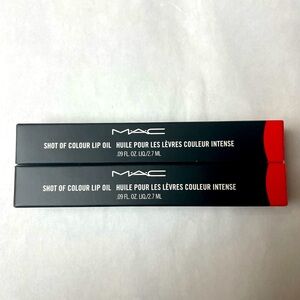 MAC
SHOT OF COLOUR LIP OIL HUILE POUR LES LÈVRES COULEUR INTENSE
.09 FL. OZ. LIQ./2.7 ML
MAC
SHOT OF COLOUR LIP OIL HUILE POUR LES LÈVRES COULEUR INTENSE
.09 FL. OZ. LIQ./2.7 ML